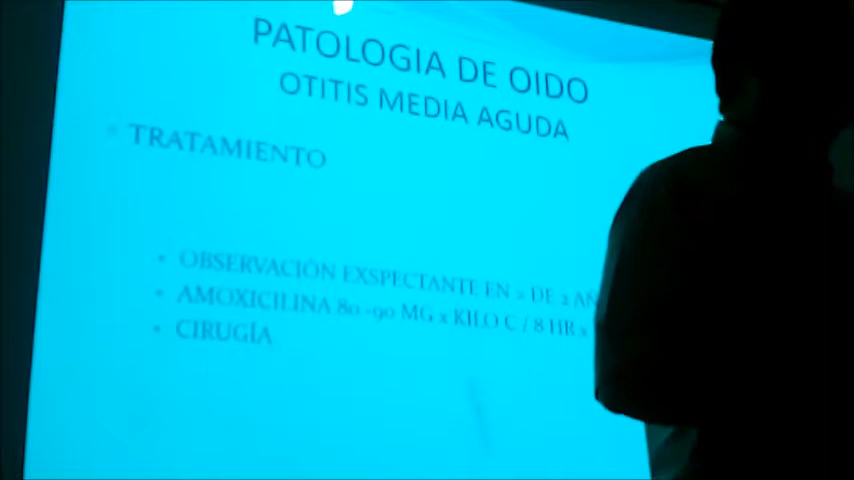 PATOLOGIA DE OIDO
OTITIS MEDIA AGUDA
TRATAMIENTO
OBSERVACIÓN EXSPECTANTE EN > DE 2 AÑ
AMOXICILINA 80 -90 MG x KILO C / 8 HR x
CIRUGÍA